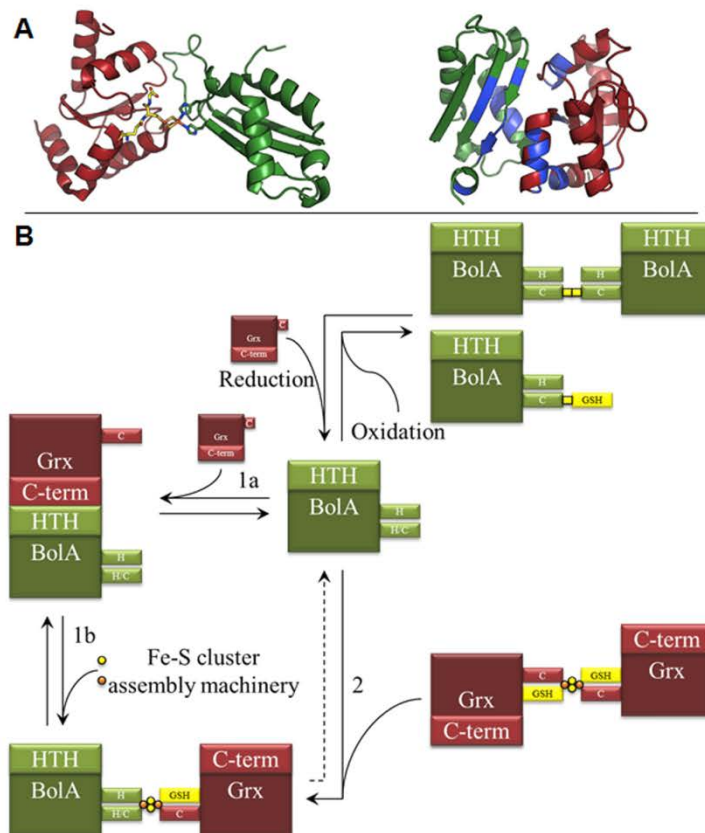 A
B
HTH
BolA
H
C
H
C
HTH
BolA
HTH
BolA
H
C
GSH
Grx
C
C-term
Reduction
Oxidation
Grx
C
C-term
1a
HTH
BolA
H
H/C
Grx
C
C-term
HTH
BolA
H
H/C
1b
Fe-S cluster
assembly machinery
2
Grx
C-term
C
GSH
GSH
C
C-term
Grx
HTH
BolA
H
H/C
GSH
C
C-term
Grx